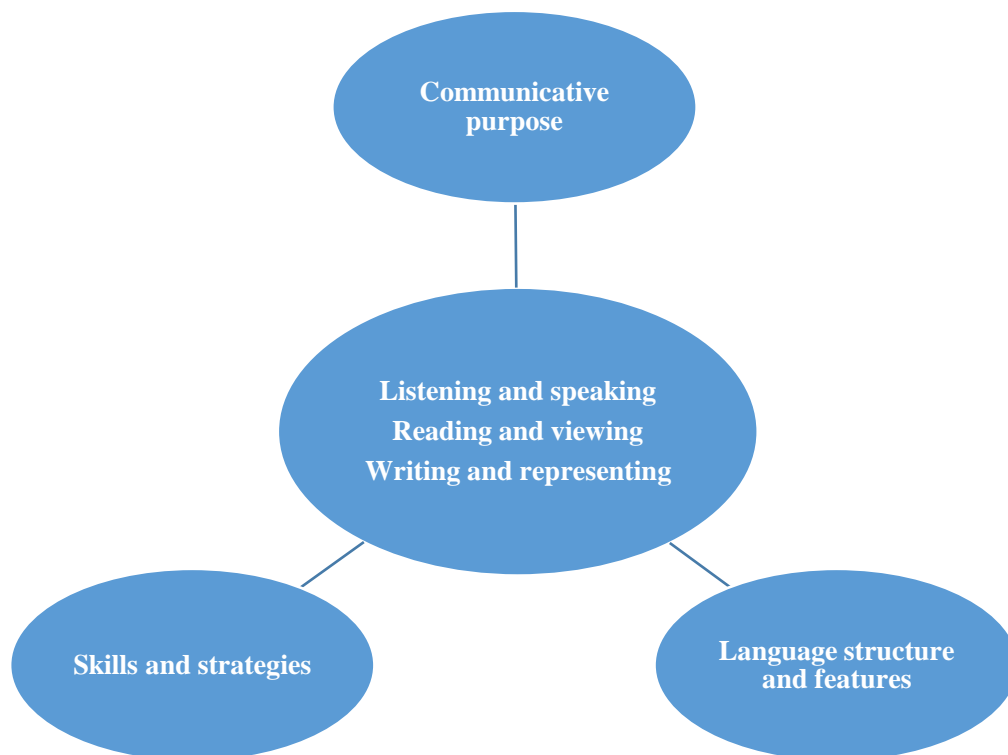 Communicative
purpose
Listening and speaking
Reading and viewing
Writing and representing
Skills and strategies
Language structure
and features